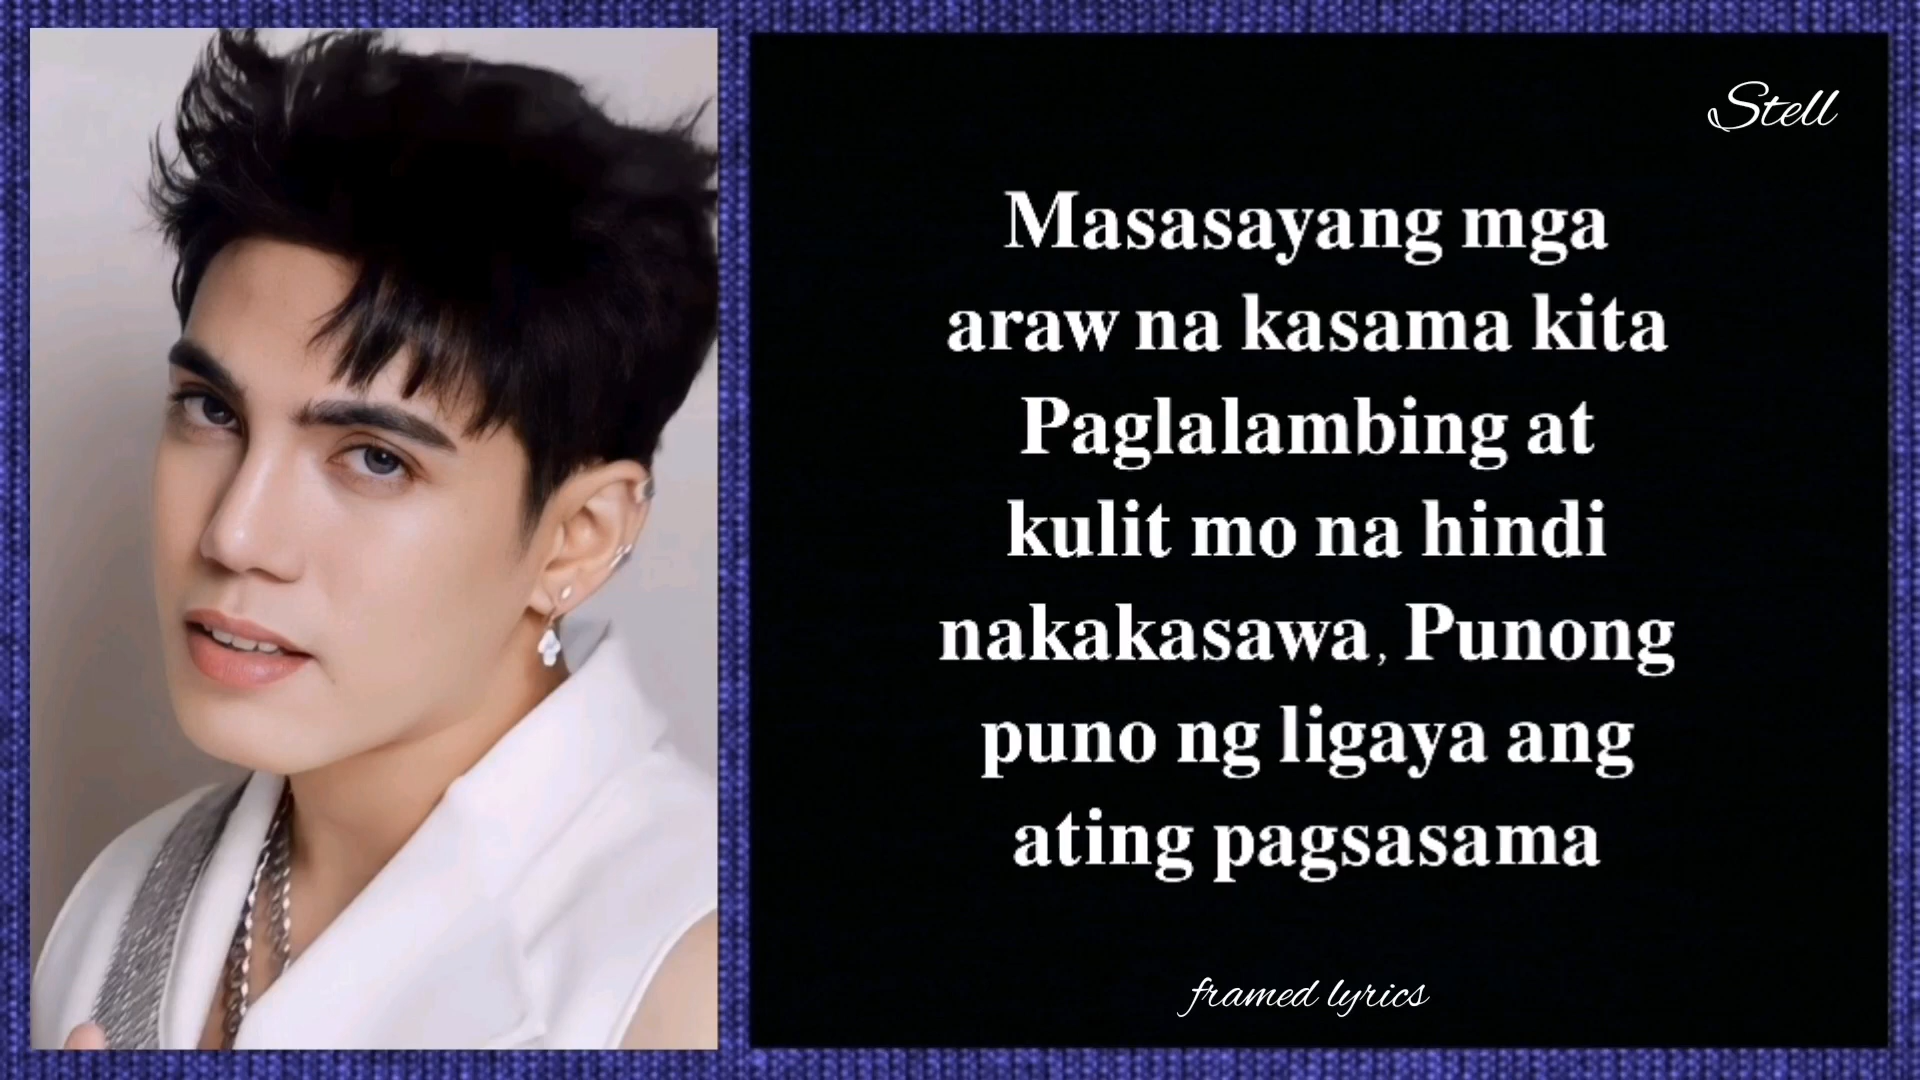 Stell
Masasayang mga
araw na kasama kita
Paglalambing at
kulit mo na hindi
nakakasawa, Punong
puno ng ligaya ang
ating pagsasama
framed lyrics